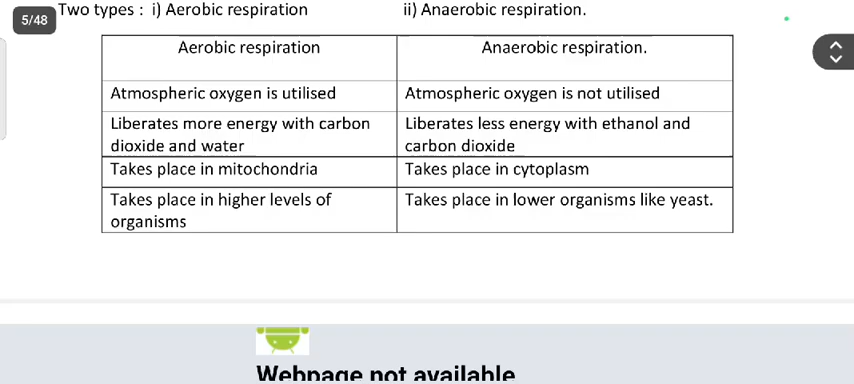 5/48
Two types : i) Aerobic respiration ii) Anaerobic respiration.
Aerobic respiration Anaerobic respiration.
Atmospheric oxygen is utilised Atmospheric oxygen is not utilised
Liberates more energy with carbon Liberates less energy with ethanol and
dioxide and water carbon dioxide
Takes place in mitochondria Takes place in cytoplasm
Takes place in higher levels of Takes place in lower organisms like yeast.
organisms
Webpage not available